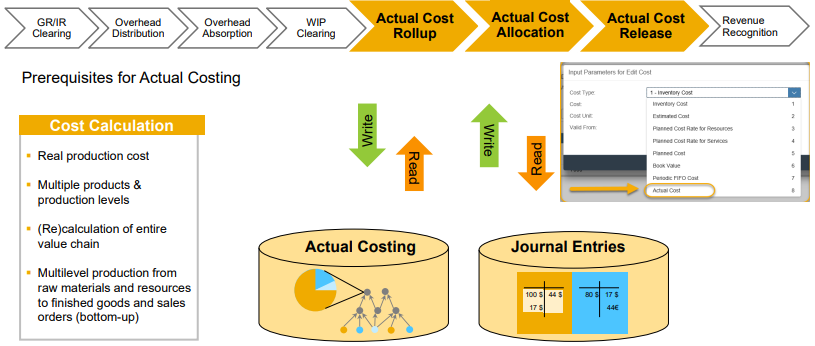 GR/IR
Clearing
Overhead
Distribution
Overhead
Absorption
WIP
Clearing
Actual Cost
Rollup
Actual Cost
Allocation
Actual Cost
Release
Revenue
Recognition
Prerequisites for Actual Costing
Cost Calculation
Real production cost
Multiple products &
production levels
(Re)calculation of entire
value chain
Multilevel production from
raw materials and resources
to finished goods and sales
orders (bottom-up)
Write
Read
Write
Read
Input Parameters for Edit Cost
Cost Type:
1 - Inventory Cost
Cost:
Inventory Cost 1
Cost Unit:
Estimated Cost 2
Valid From:
Planned Cost Rate for Resources 3
Planned Cost Rate for Services 4
Planned Cost 5
Book Value 6
Periodic FIFO Cost 7
Actual Cost 8
Actual Costing
Journal Entries
100 $ 44 $
17 $
80 $ 17 $
44€